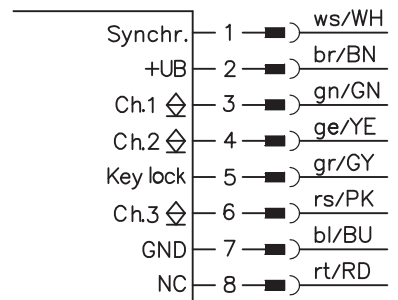 Synchr. 1 ws/WH
+UB 2 br/BN
Ch.1 3 gn/GN
Ch.2 4 ge/YE
Key lock 5 gr/GY
Ch.3 6 rs/PK
GND 7 bl/BU
NC 8 rt/RD